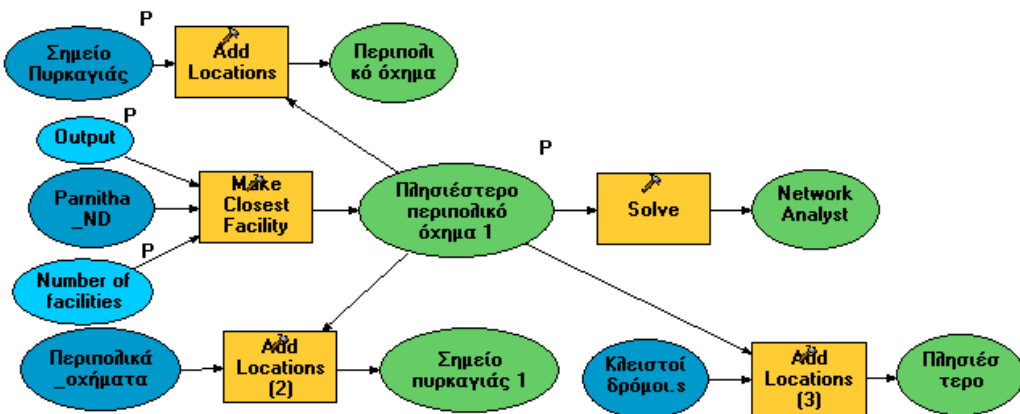 P
Σημείο
Πυρκαγιάς
Add
Locations
Περιπολι
κό όχημα
P
Output
Parnitha
_ND
P
Number of
facilities
Make
Closest
Facility
Πλησιέστερο
περιπολικό
όχημα 1
P
Solve
Network
Analyst
Περιπολικά
_οχήματα
Add
Locations
(2)
Σημείο
πυρκαγιάς 1
Κλειστοί
δρόμοι.s
Add
Locations
(3)
Πλησιέσ
τερο